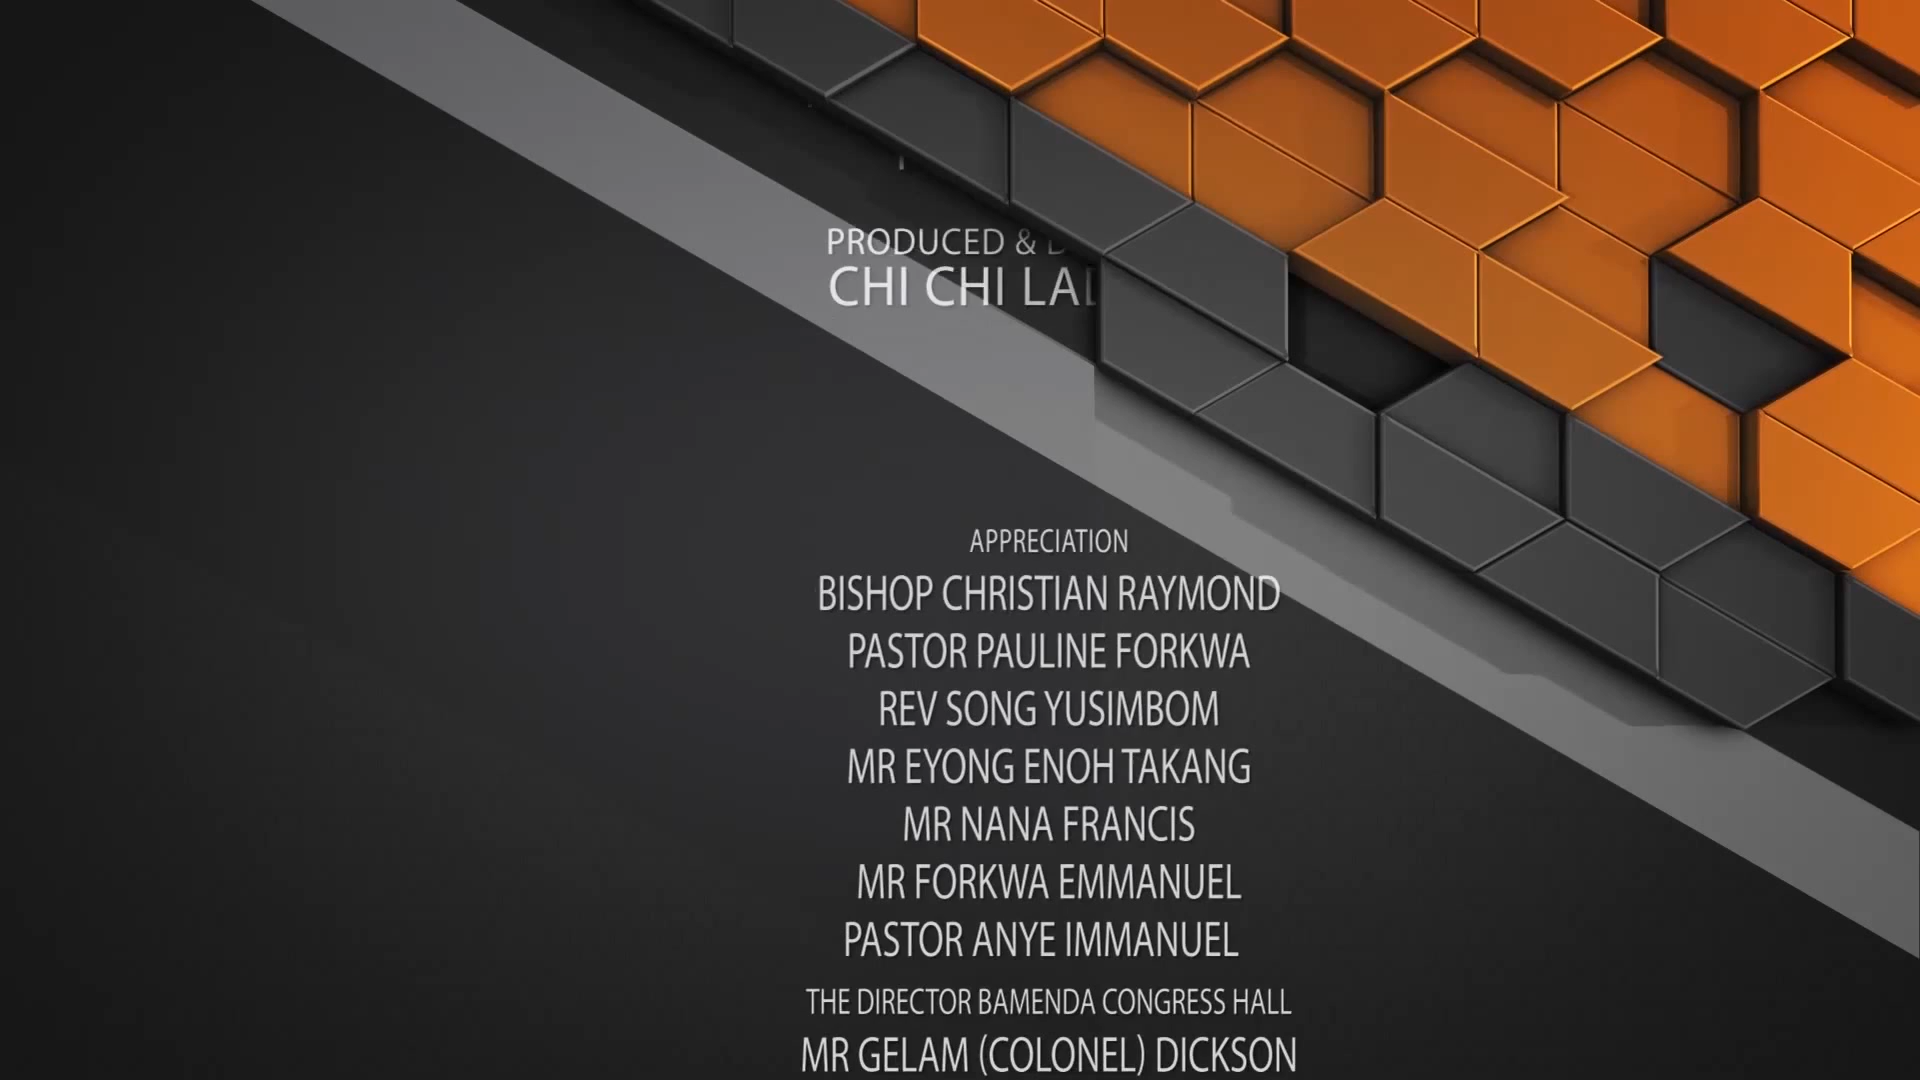 PRODUCED &
CHI CHI
APPRECIATION
BISHOP CHRISTIAN RAYMOND
PASTOR PAULINE FORKWA
REV SONG YUSIMBOM
MR EYONG ENOH TAKANG
MR NANA FRANCIS
MR FORKWA EMMANUEL
PASTOR ANYE IMMANUEL
THE DIRECTOR BAMENDA CONGRESS HALL
MR GELAM (COLONEL) DICKSON